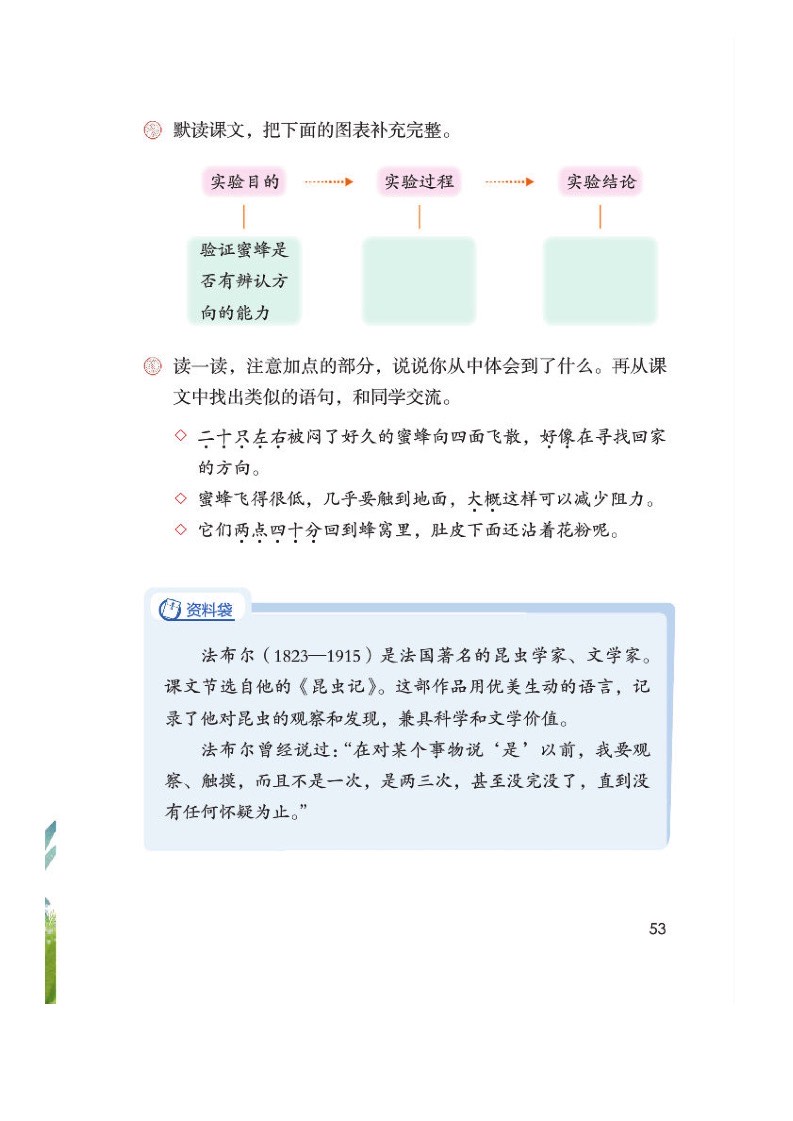 默读课文，把下面的图表补充完整。
实验目的 实验过程 实验结论
验证蜜蜂是
否有辨认方
向的能力
读一读，注意加点的部分，说说你从中体会到了什么。再从课
文中找出类似的语句，和同学交流。
◇ 二十只左右被闷了好久的蜜蜂向四面飞散，好像在寻找回家
的方向。
◇ 蜜蜂飞得很低，几乎要触到地面，大概这样可以减少阻力。
◇ 它们两点四十分回到蜂窝里，肚皮下面还沾着花粉呢。
资料袋
法布尔（1823—1915）是法国著名的昆虫学家、文学家。
课文节选自他的《昆虫记》。这部作品用优美生动的语言，记
录了他对昆虫的观察和发现，兼具科学和文学价值。
法布尔曾经说过：“在对某个事物说‘是’以前，我要观
察、触摸，而且不是一次，是两三次，甚至没完没了，直到没
有任何怀疑为止。”
53